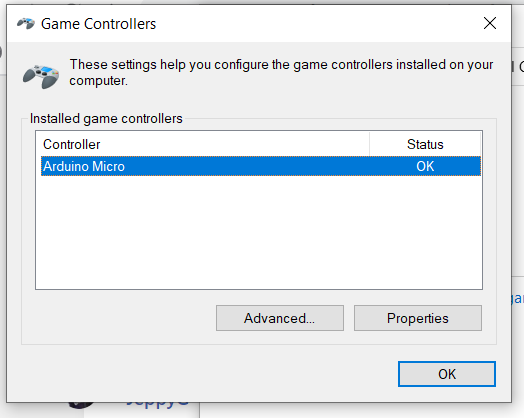 Game Controllers
These settings help you configure the game controllers installed on your
computer.
Installed game controllers
Controller Status
Arduino Micro OK
Advanced...
Properties
OK